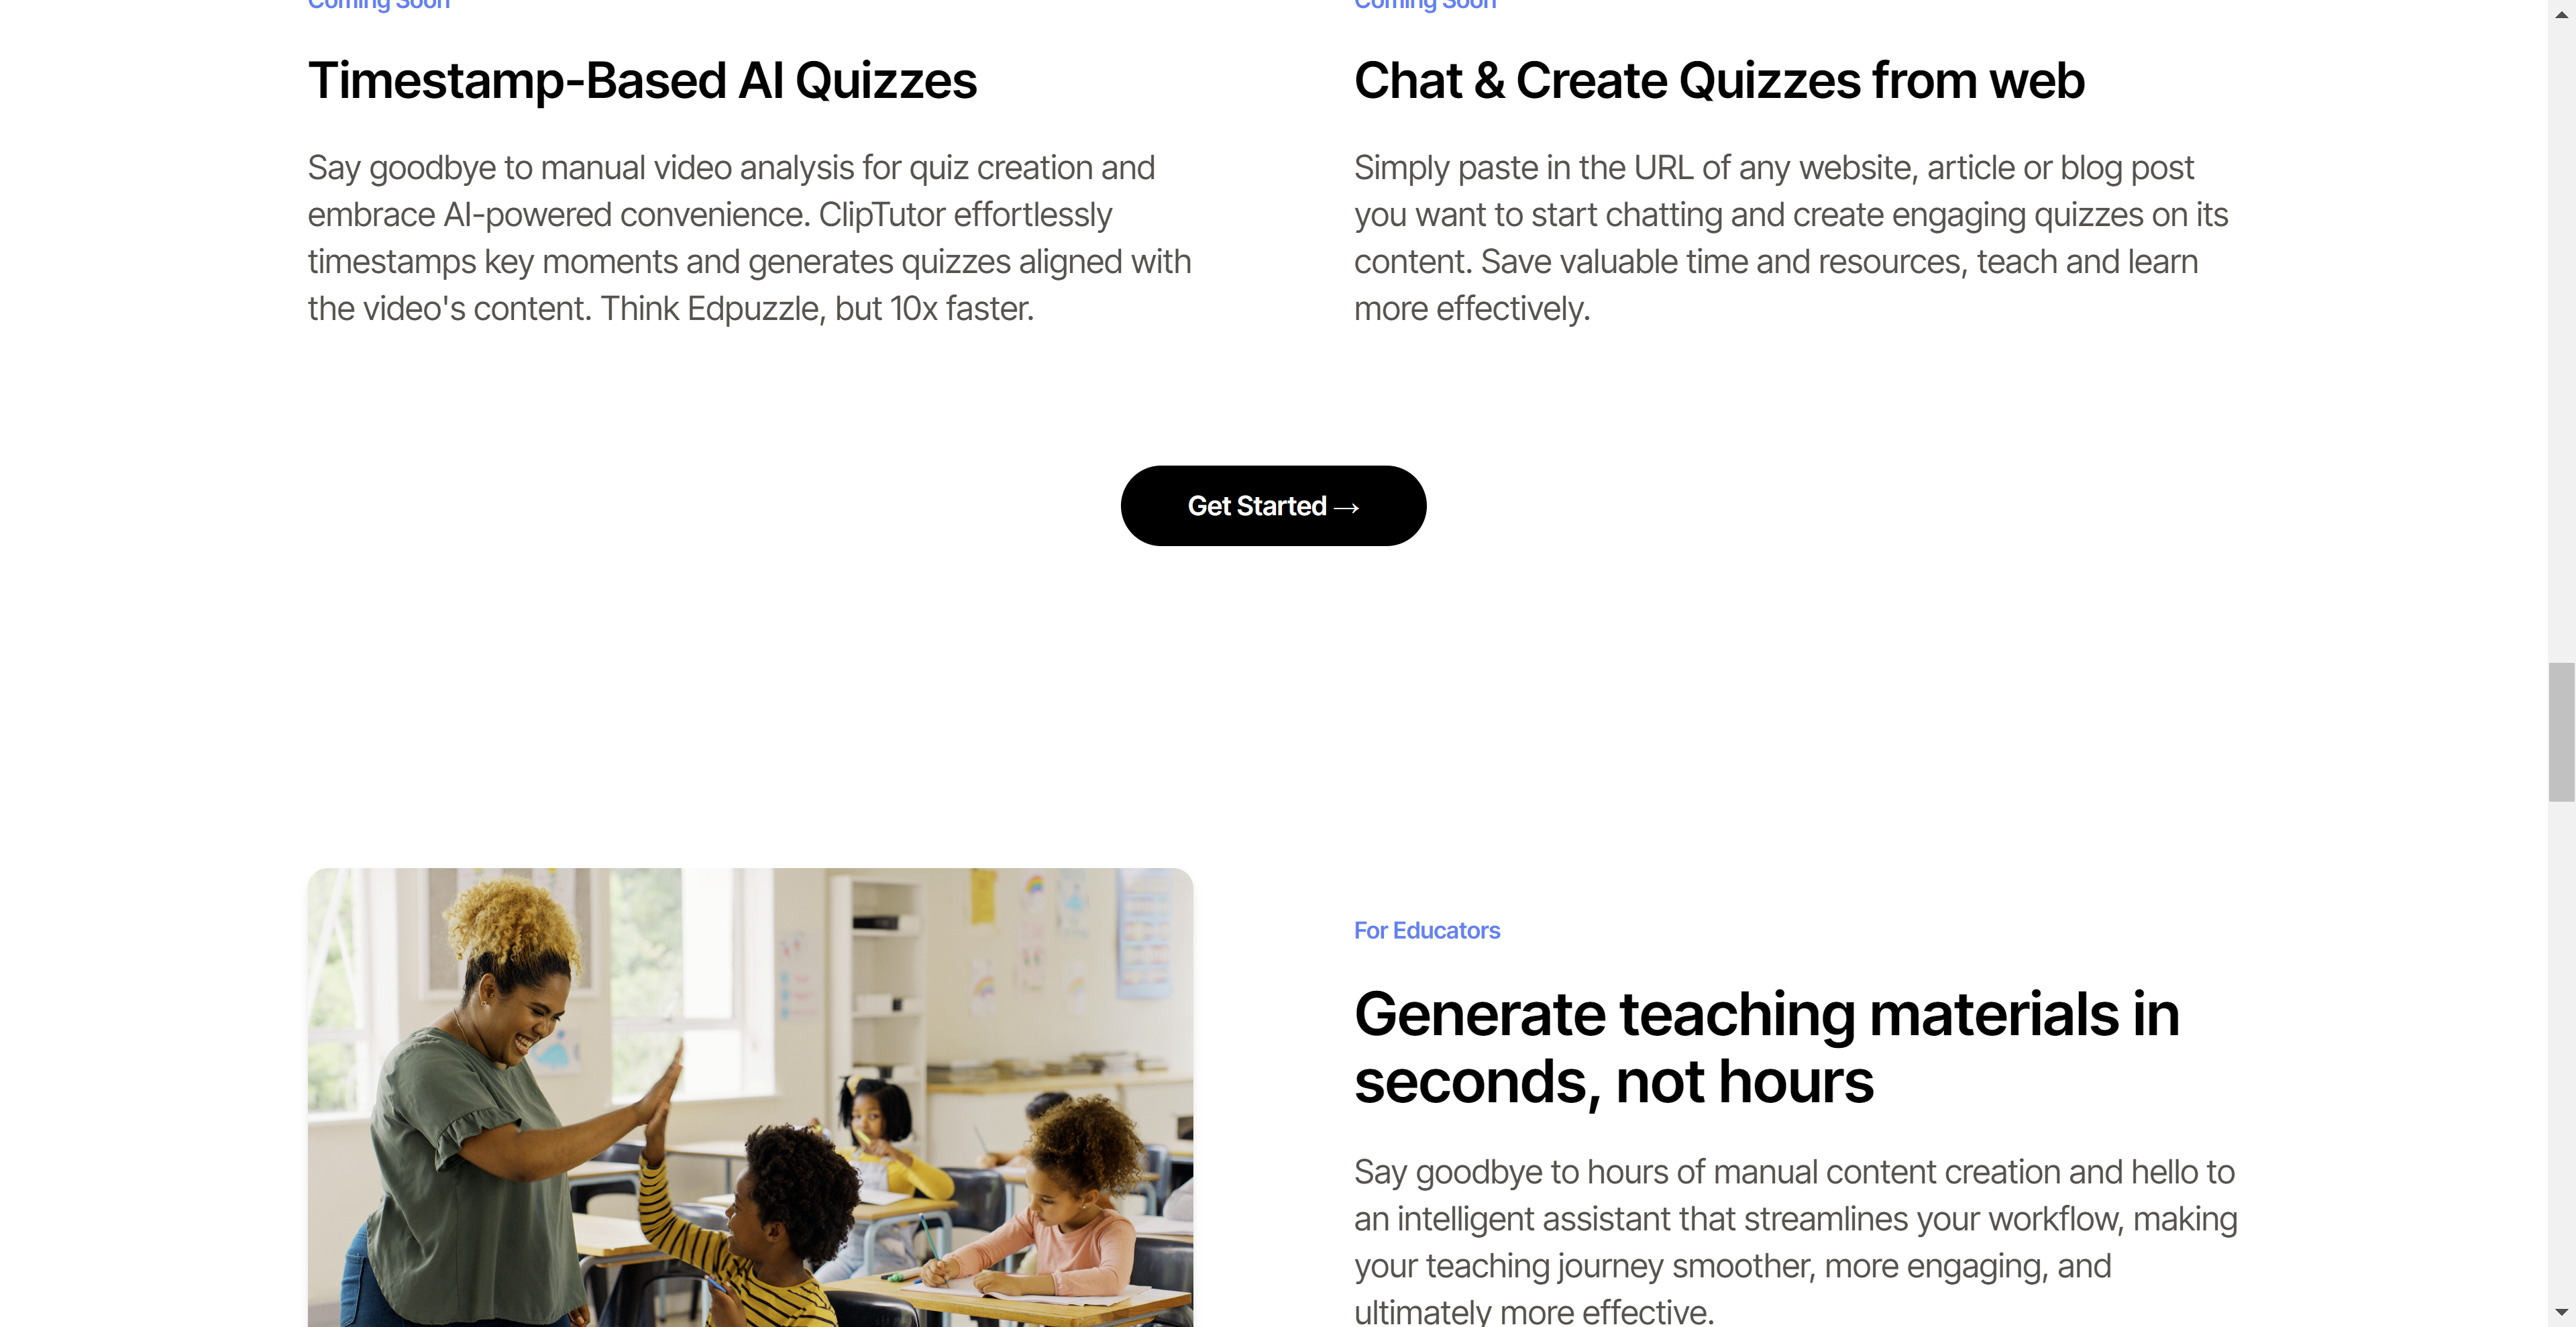 Coming Soon
Timestamp-Based AI Quizzes
Say goodbye to manual video analysis for quiz creation and
embrace AI-powered convenience. ClipTutor effortlessly
timestamps key moments and generates quizzes aligned with
the video's content. Think Edpuzzle, but 10x faster.
Coming Soon
Chat & Create Quizzes from web
Simply paste in the URL of any website, article or blog post
you want to start chatting and create engaging quizzes on its
content. Save valuable time and resources, teach and learn
more effectively.
Get Started →
For Educators
Generate teaching materials in
seconds, not hours
Say goodbye to hours of manual content creation and hello to
an intelligent assistant that streamlines your workflow, making
your teaching journey smoother, more engaging, and
ultimately more effective.